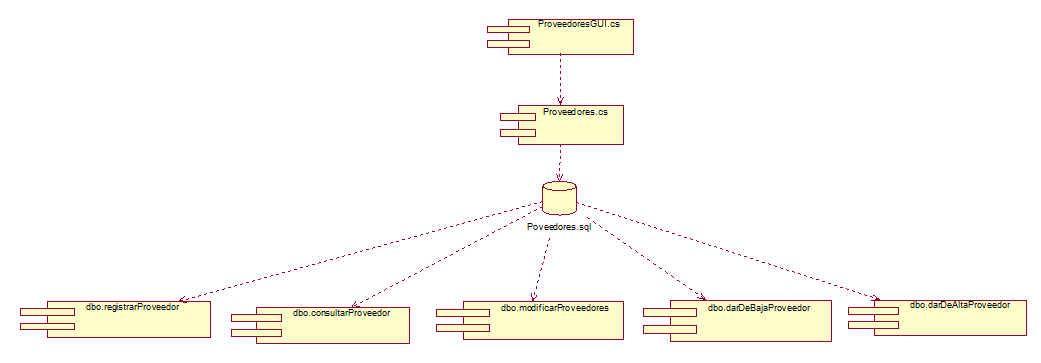 ProveedoresGUI.cs
Proveedores.cs
Poveedores.sql
dbo.registrarProveedor
dbo.consultarProveedor
dbo.modificarProveedores
dbo.darDeBajaProveedor
dbo.darDeAltaProveedor